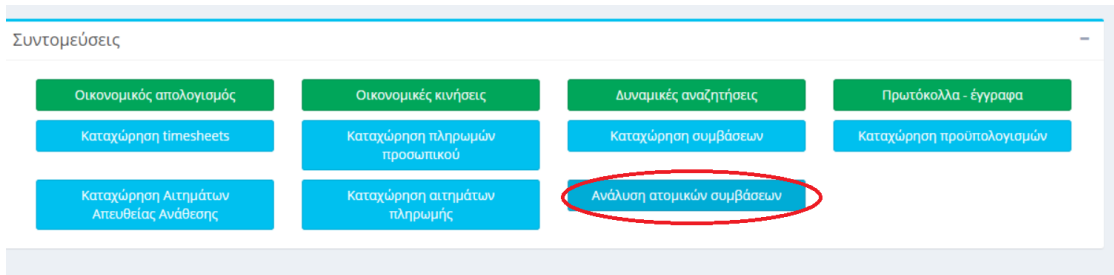 Συντομεύσεις
Οικονομικός απολογισμός
Οικονομικές κινήσεις
Δυναμικές αναζητήσεις
Πρωτόκολλα - έγγραφα
Καταχώρηση timesheets
Καταχώρηση πληρωμών
προσωπικού
Καταχώρηση συμβάσεων
Καταχώρηση προϋπολογισμών
Καταχώρηση Αιτημάτων
Απευθείας Ανάθεσης
Καταχώρηση αιτημάτων
πληρωμής
Ανάλυση ατομικών συμβάσεων